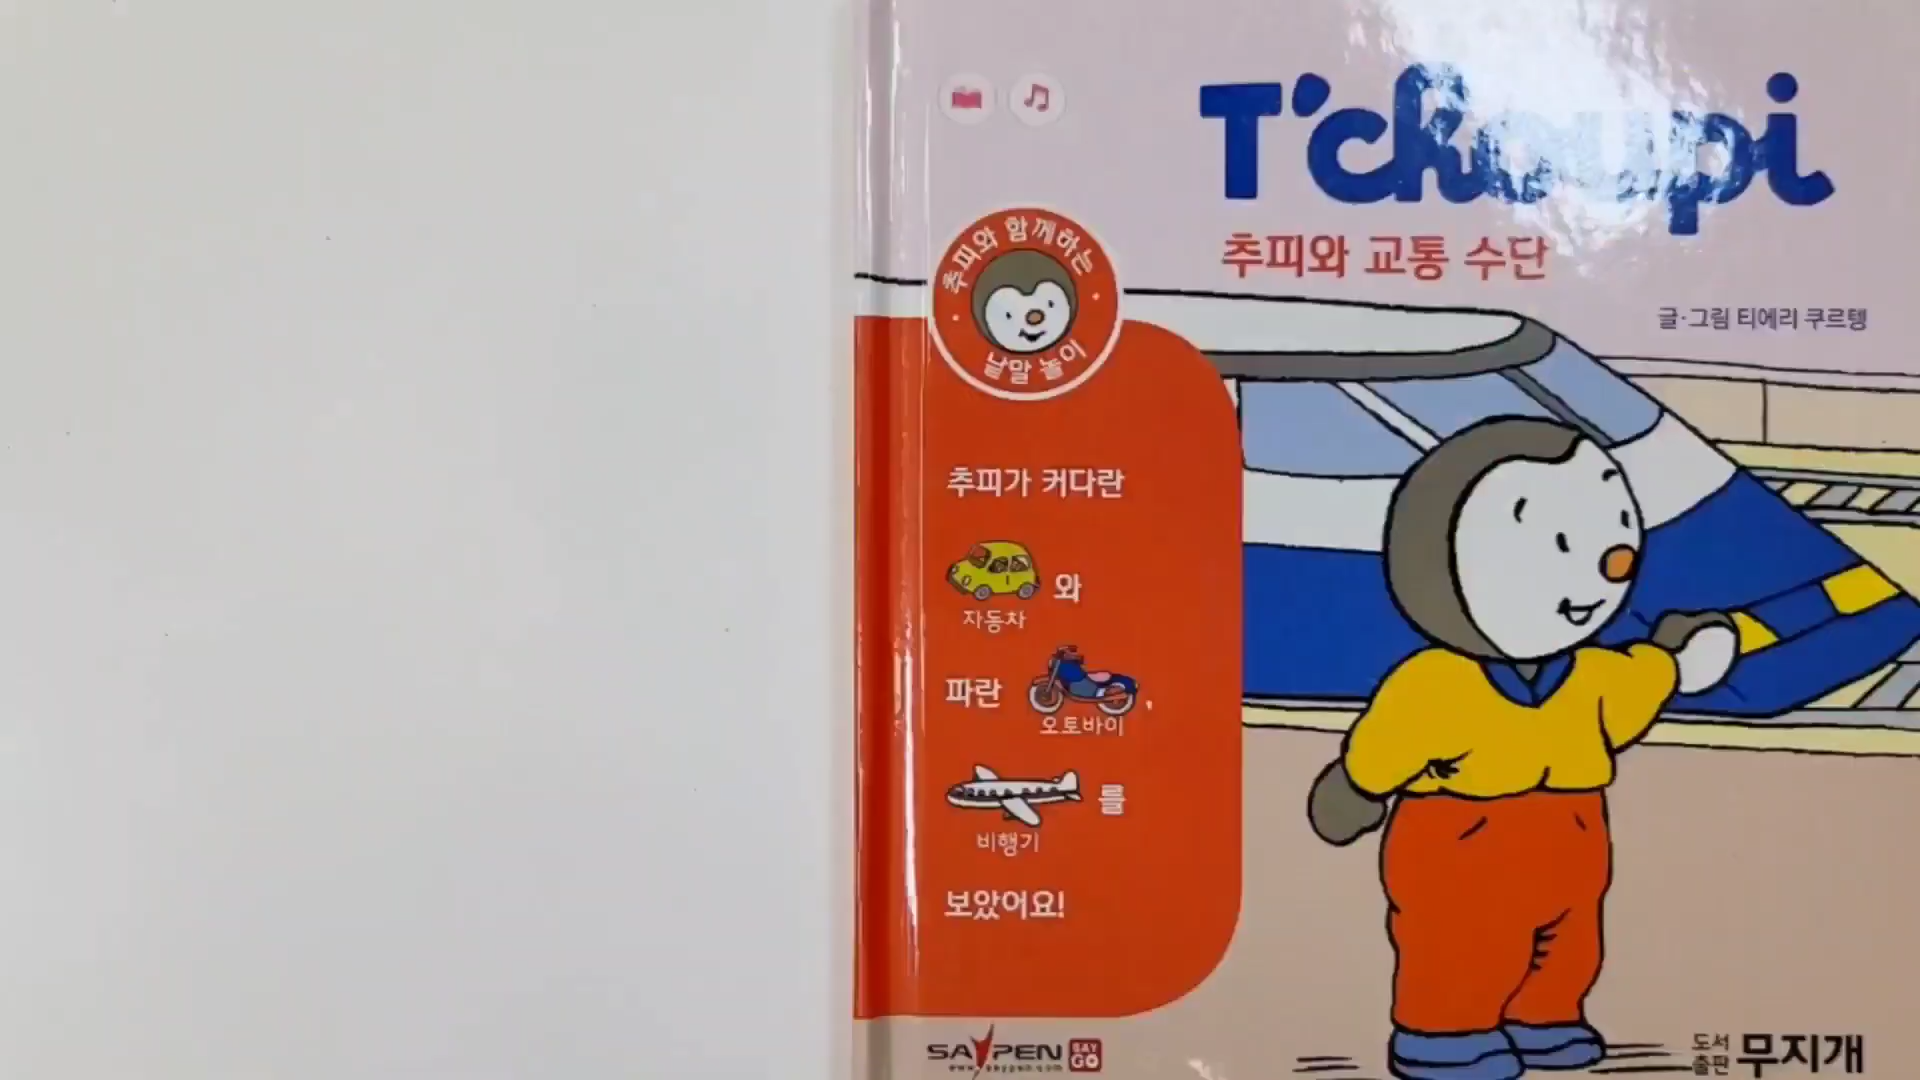 T'choupi
추피와 교통 수단
글·그림 티에리 쿠르텡
추피와 함께하는
낱말 놀이
추피가 커다란
와
자동차
파란 ,
오토바이
를
비행기
보았어요!
SAYPEN SAY GO
www.saypen.com
도서출판 무지개